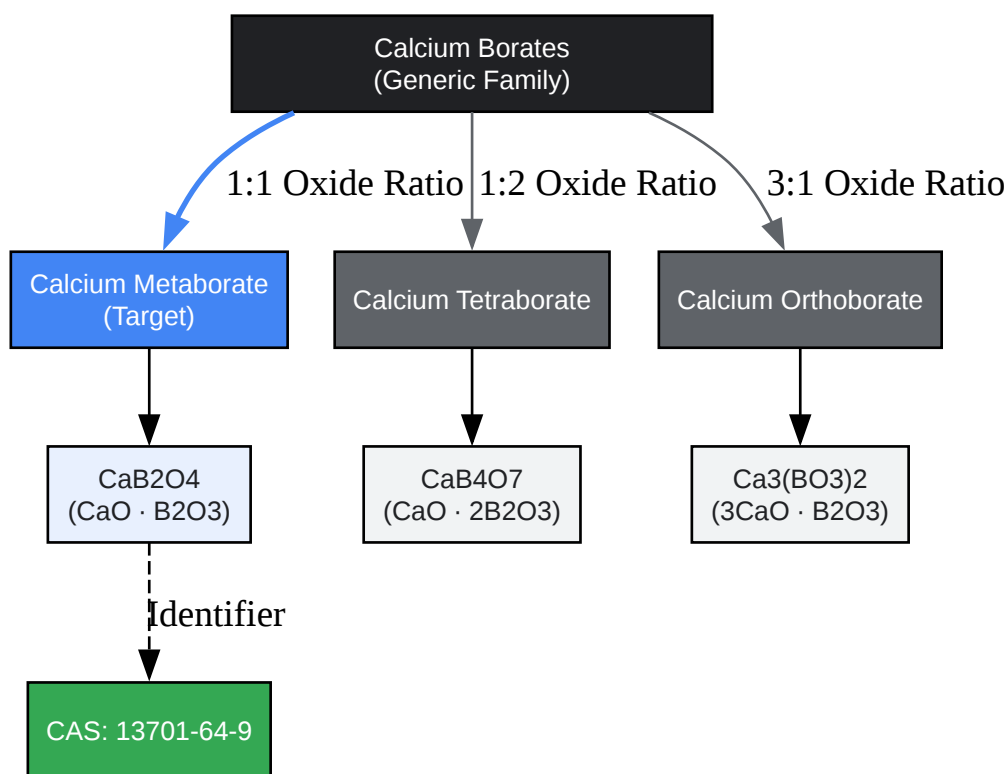 Calcium Borates
(Generic Family)
1:1 Oxide Ratio
1:2 Oxide Ratio
3:1 Oxide Ratio
Calcium Metaborate
(Target)
Calcium Tetraborate
Calcium Orthoborate
CaB2O4
(CaO · B2O3)
CaB4O7
(CaO · 2B2O3)
Ca3(BO3)2
(3CaO · B2O3)
Identifier
CAS: 13701-64-9